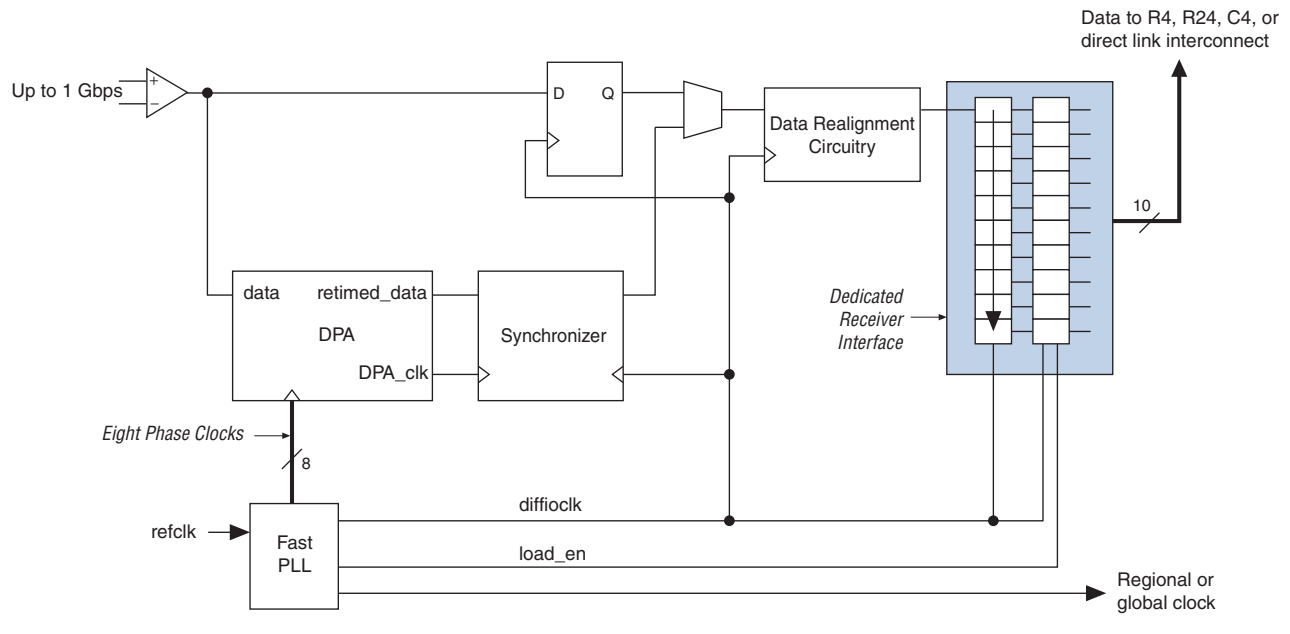 Data to R4, R24, C4, or
direct link interconnect
Up to 1 Gbps
+
–
D Q
Data Realignment
Circuitry
10
data retimed_data
DPA
DPA_clk
Synchronizer
Dedicated
Receiver
Interface
Eight Phase Clocks
8
diffioclk
refclk
Fast
PLL
load_en
Regional or
global clock